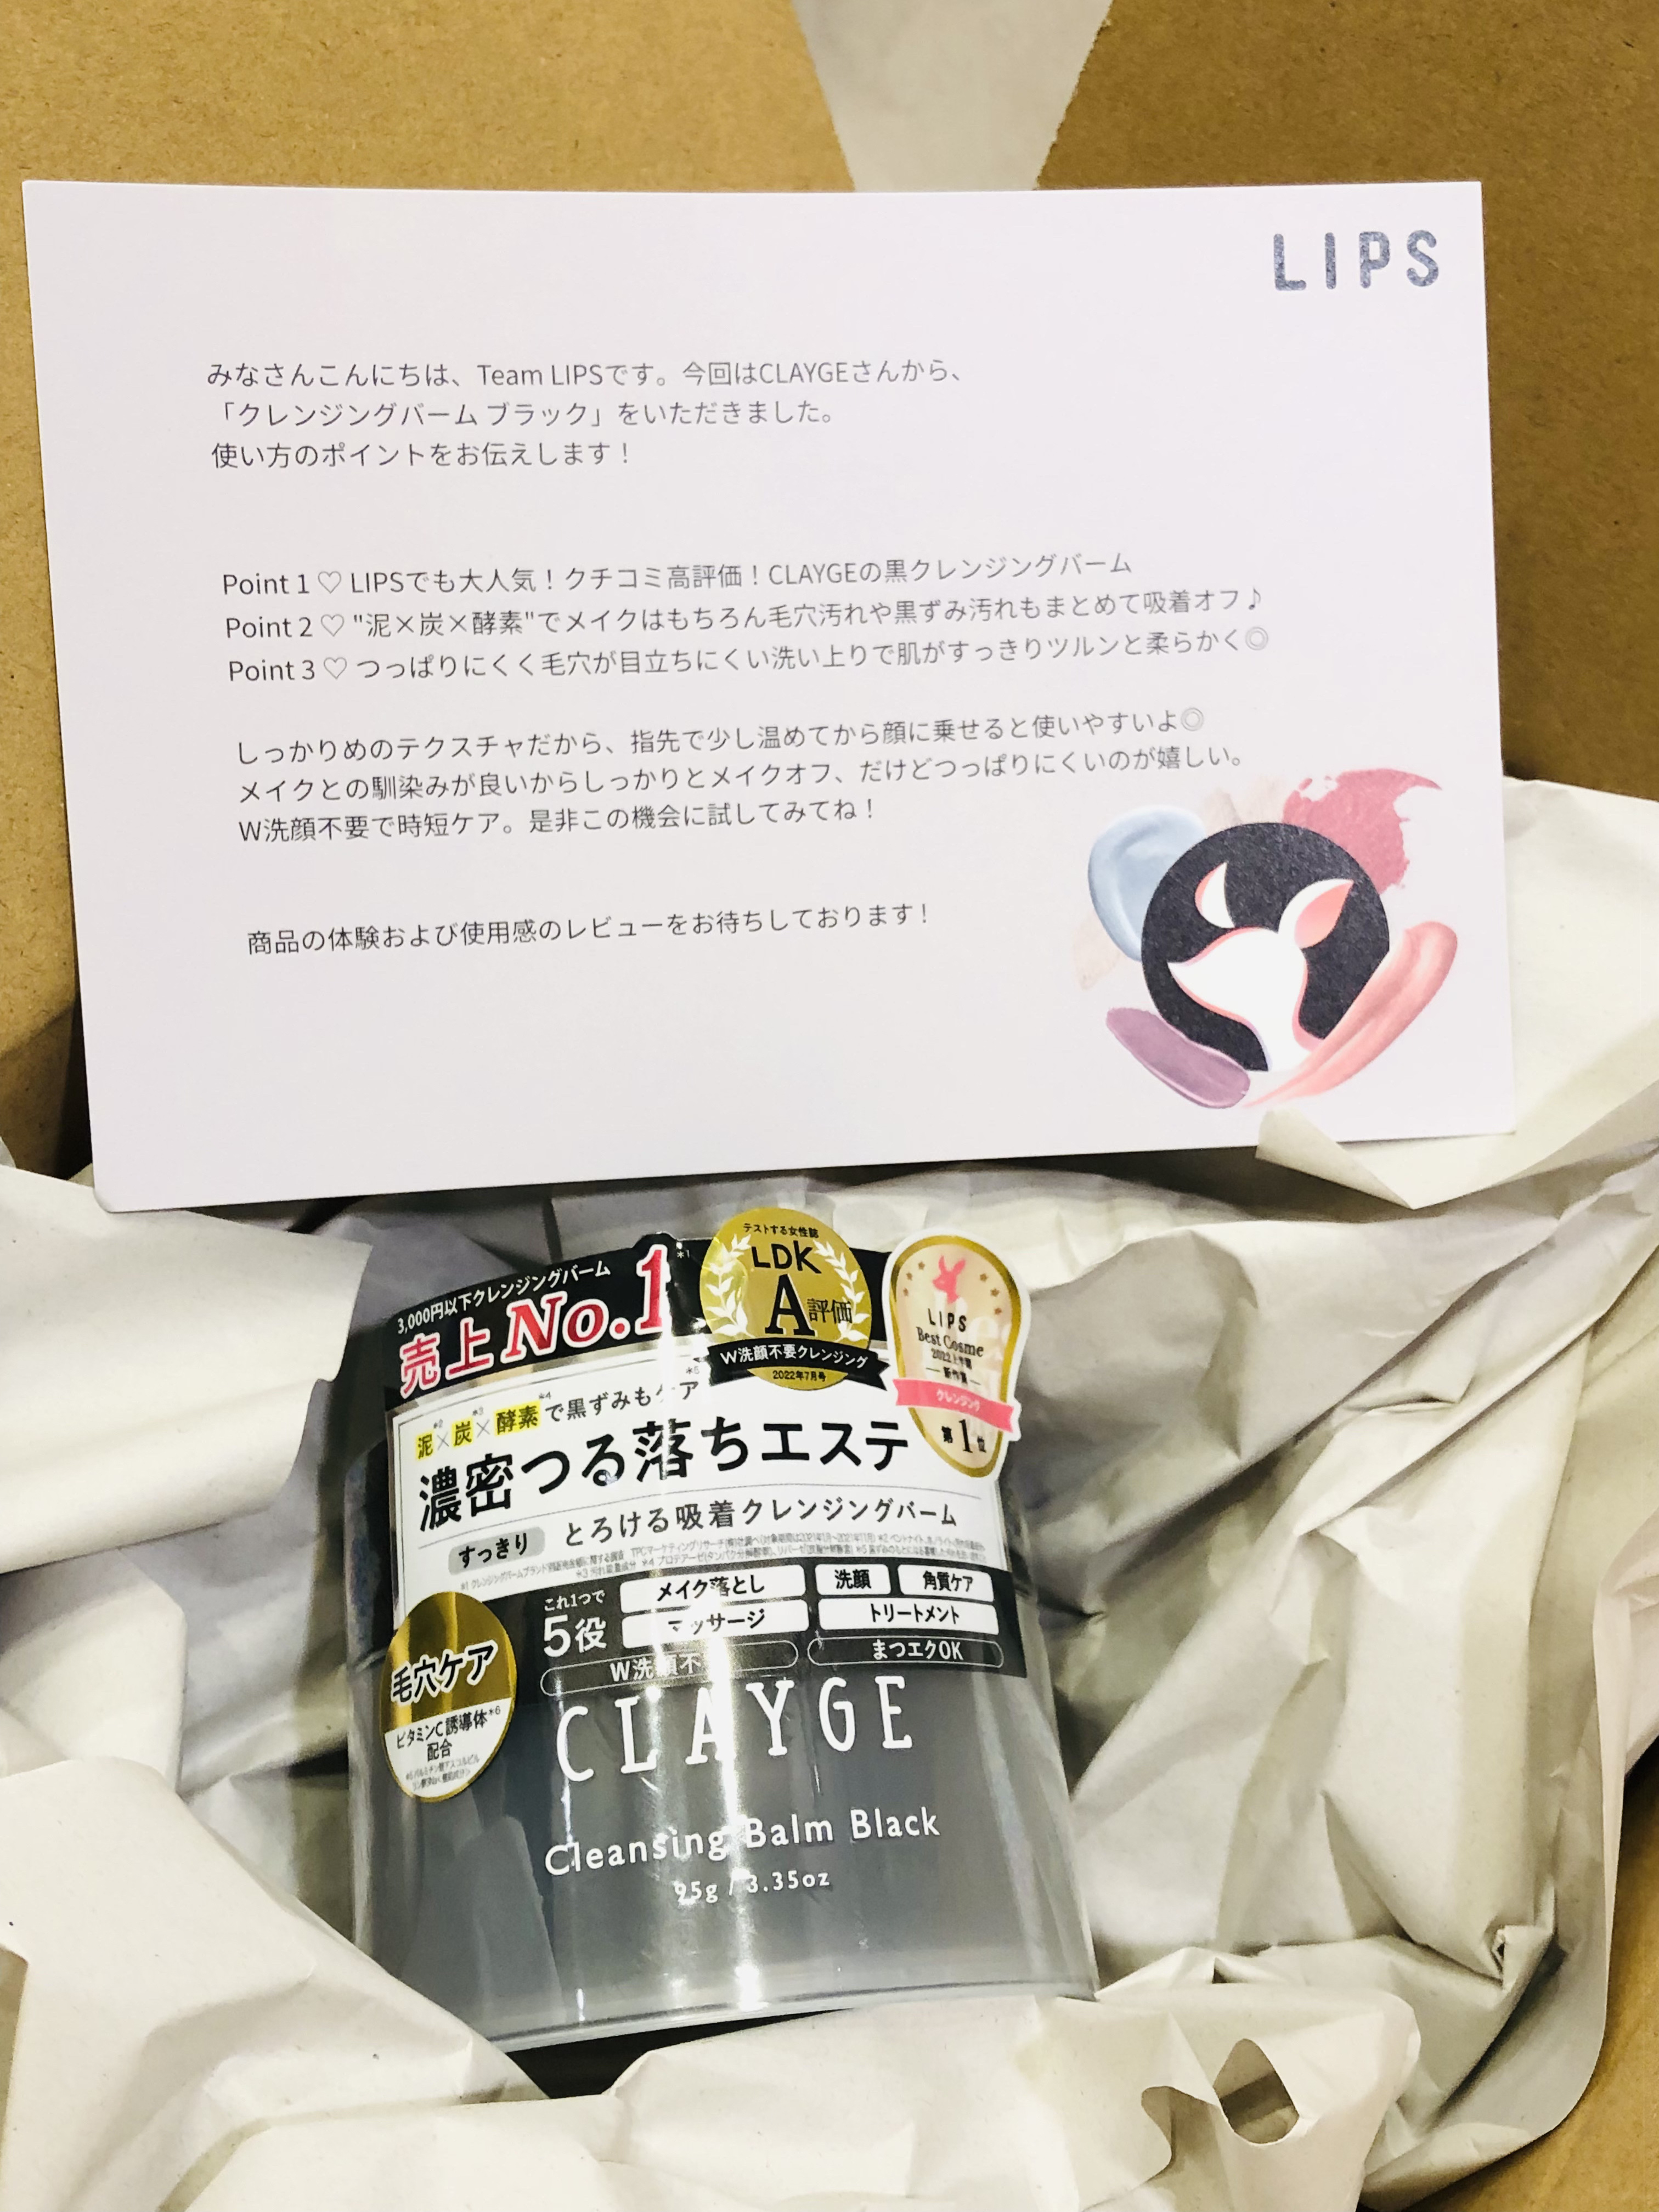 LIPS
みなさんこんにちは、Team LIPSです。今回はCLAYGEさんから、
「クレンジングバーム ブラック」をいただきました。
使い方のポイントをお伝えします！
Point 1 ♡ LIPSでも大人気！クチコミ高評価！CLAYGEの黒クレンジングバーム
Point 2 ♡ "泥×炭×酵素"でメイクはもちろん毛穴汚れや黒ずみ汚れもまとめて吸着オフ♪
Point 3 ♡ つっぱりにくく毛穴が目立ちにくい洗い上りで肌がすっきりツルンと柔らかく◎
しっかりめのテクスチャだから、指先で少し温めてから顔に乗せると使いやすいよ◎
メイクとの馴染みが良いからしっかりとメイクオフ、だけどつっぱりにくいのが嬉しい。
W洗顔不要で時短ケア。是非この機会に試してみてね！
商品の体験および使用感のレビューをお待ちしております！
3,000円以下クレンジングバーム
売上No.1*1
テストする女性誌
LDK
A評価
W洗顔不要クレンジング
2022年7月号
LIPS
Best Cosme
2022上半期
クレンジング
第1位
泥*2×炭*3×酵素*4で黒ずみもケア*5
濃密つる落ちエステ
すっきり とろける吸着クレンジングバーム
これ1つで
5役
メイク落とし 洗顔 角質ケア
マッサージ トリートメント
W洗顔不 まつエクOK
毛穴ケア
ビタミンC誘導体*6
配合
CLAYGE
Cleansing Balm Black
95g / 3.35oz